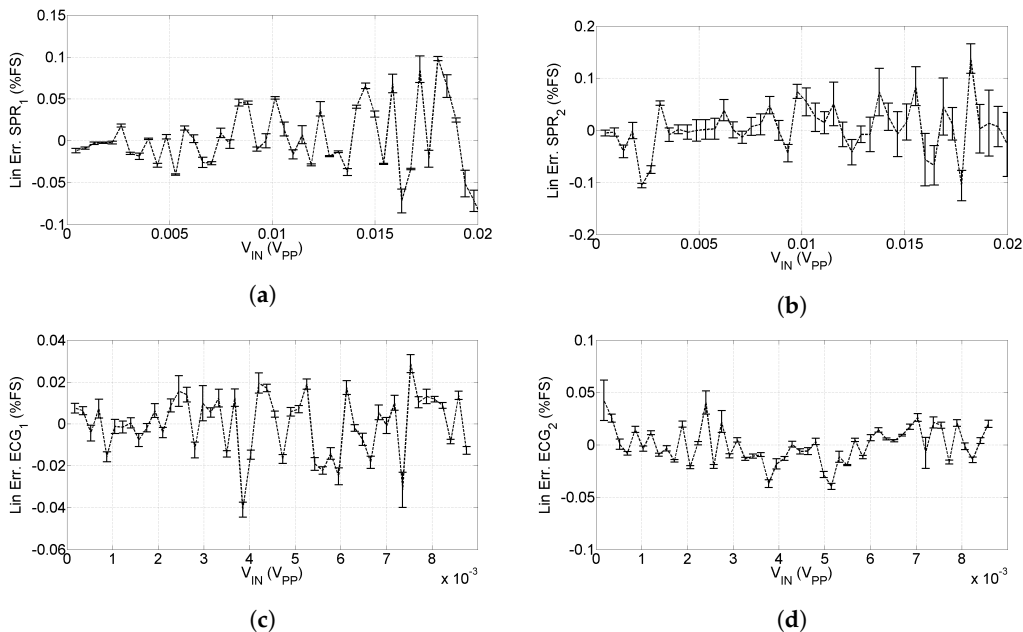 0.15
0.1
0.05
0
-0.05
-0.1
Lin Err. SPR1 (%FS)
0 0.005 0.01 0.015 0.02
VIN (VPP)
(a)
0.2
0.1
0
-0.1
-0.2
Lin Err. SPR2 (%FS)
0 0.005 0.01 0.015 0.02
VIN (VPP)
(b)
0.04
0.02
0
-0.02
-0.04
-0.06
Lin Err. ECG1 (%FS)
0 1 2 3 4 5 6 7 8
VIN (VPP)
x 10-3
(c)
0.1
0.05
0
-0.05
-0.1
Lin Err. ECG2 (%FS)
0 1 2 3 4 5 6 7 8
VIN (VPP)
x 10-3
(d)